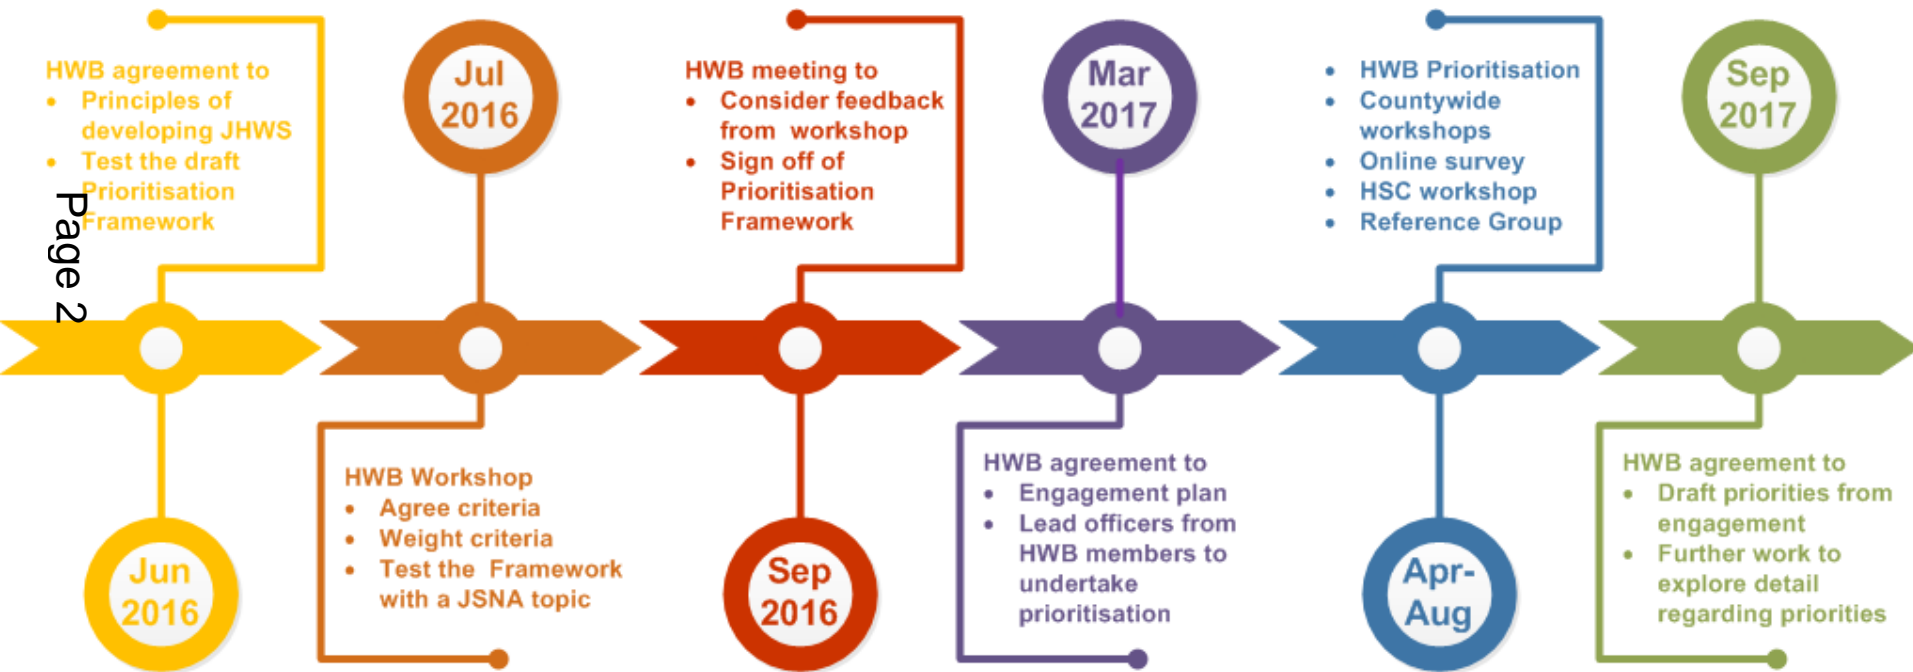 HWB agreement to
• Principles of
developing JHWS
• Test the draft
Prioritisation
Framework
Page 2
Jun
2016
Jul
2016
HWB Workshop
• Agree criteria
• Weight criteria
• Test the Framework
with a JSNA topic
HWB meeting to
• Consider feedback
from workshop
• Sign off of
Prioritisation
Framework
Sep
2016
Mar
2017
HWB agreement to
• Engagement plan
• Lead officers from
HWB members to
undertake
prioritisation
• HWB Prioritisation
• Countywide
workshops
• Online survey
• HSC workshop
• Reference Group
Apr-
Aug
Sep
2017
HWB agreement to
• Draft priorities from
engagement
• Further work to
explore detail
regarding priorities